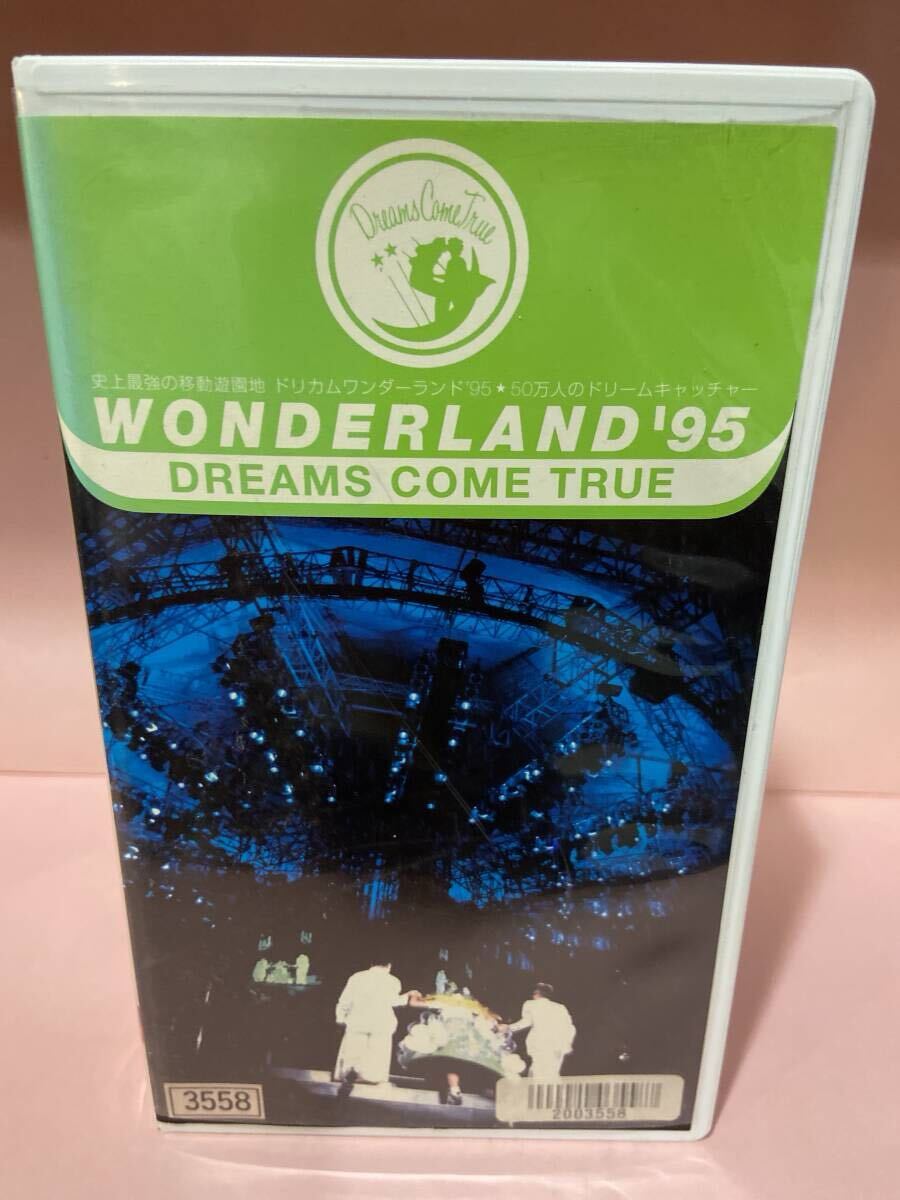 Dreams Come True
史上最強の移動遊園地 ドリカムワンダーランド'95★50万人のドリームキャッチャー
WONDERLAND '95
DREAMS COME TRUE
3558
2003558